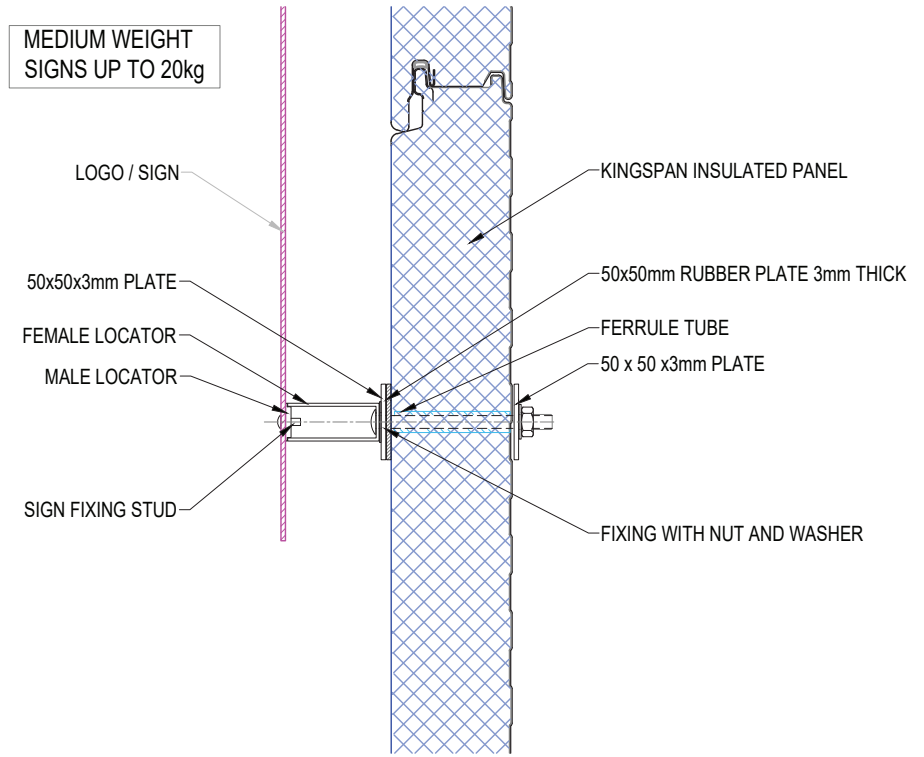 MEDIUM WEIGHT
SIGNS UP TO 20kg
LOGO / SIGN
KINGSPAN INSULATED PANEL
50x50x3mm PLATE
50x50mm RUBBER PLATE 3mm THICK
FEMALE LOCATOR
FERRULE TUBE
MALE LOCATOR
50 x 50 x3mm PLATE
SIGN FIXING STUD
FIXING WITH NUT AND WASHER